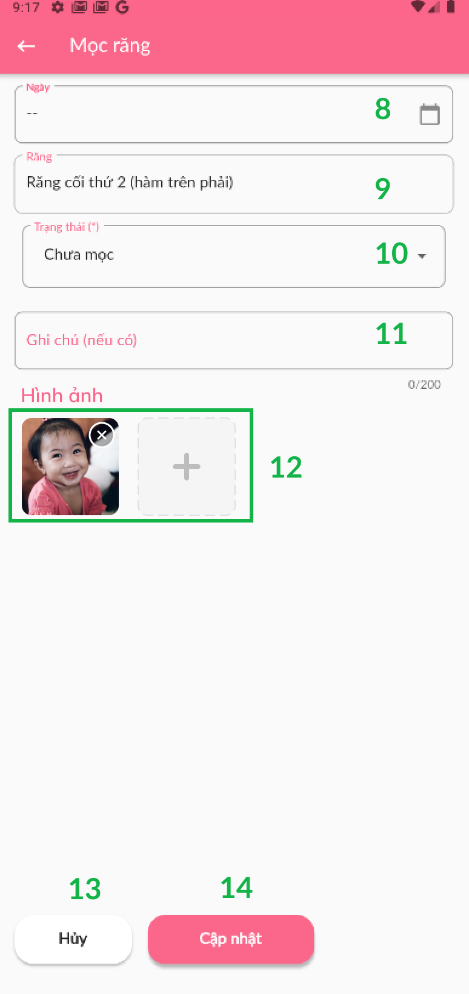 9:17
Mọc răng
Ngày
-- 8
Răng
Răng cối thứ 2 (hàm trên phải) 9
Trạng thái (*)
Chưa mọc 10
Ghi chú (nếu có) 11
0/200
Hình ảnh
12
13 14
Hủy Cập nhật